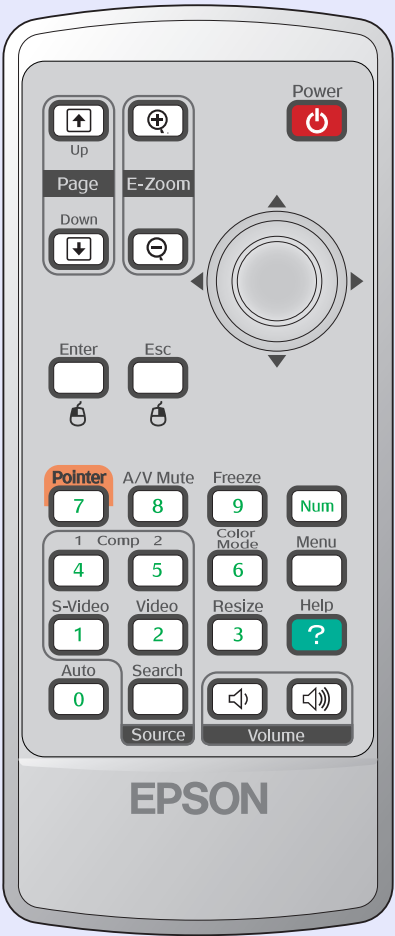 Power
Up
Page E-Zoom
Down
Enter Esc
Pointer A/V Mute Freeze
7 8 9 Num
1 Comp 2 Color Mode Menu
4 5 6
S-Video Video Resize Help
1 2 3 ?
Auto Search
0
Source Volume
EPSON